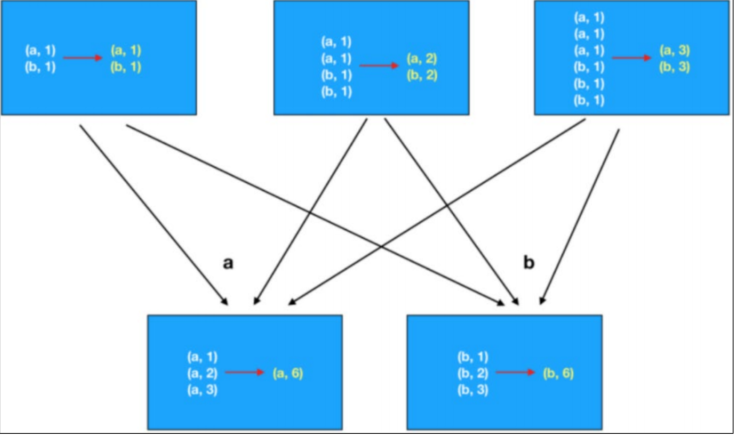 (a, 1)
(b, 1)
(a, 1)
(b, 1)
(a, 1)
(a, 1)
(b, 1)
(b, 1)
(a, 2)
(b, 2)
(a, 1)
(a, 1)
(a, 1)
(b, 1)
(b, 1)
(b, 1)
(a, 3)
(b, 3)
a
b
(a, 1)
(a, 2)
(a, 3)
(a, 6)
(b, 1)
(b, 2)
(b, 3)
(b, 6)